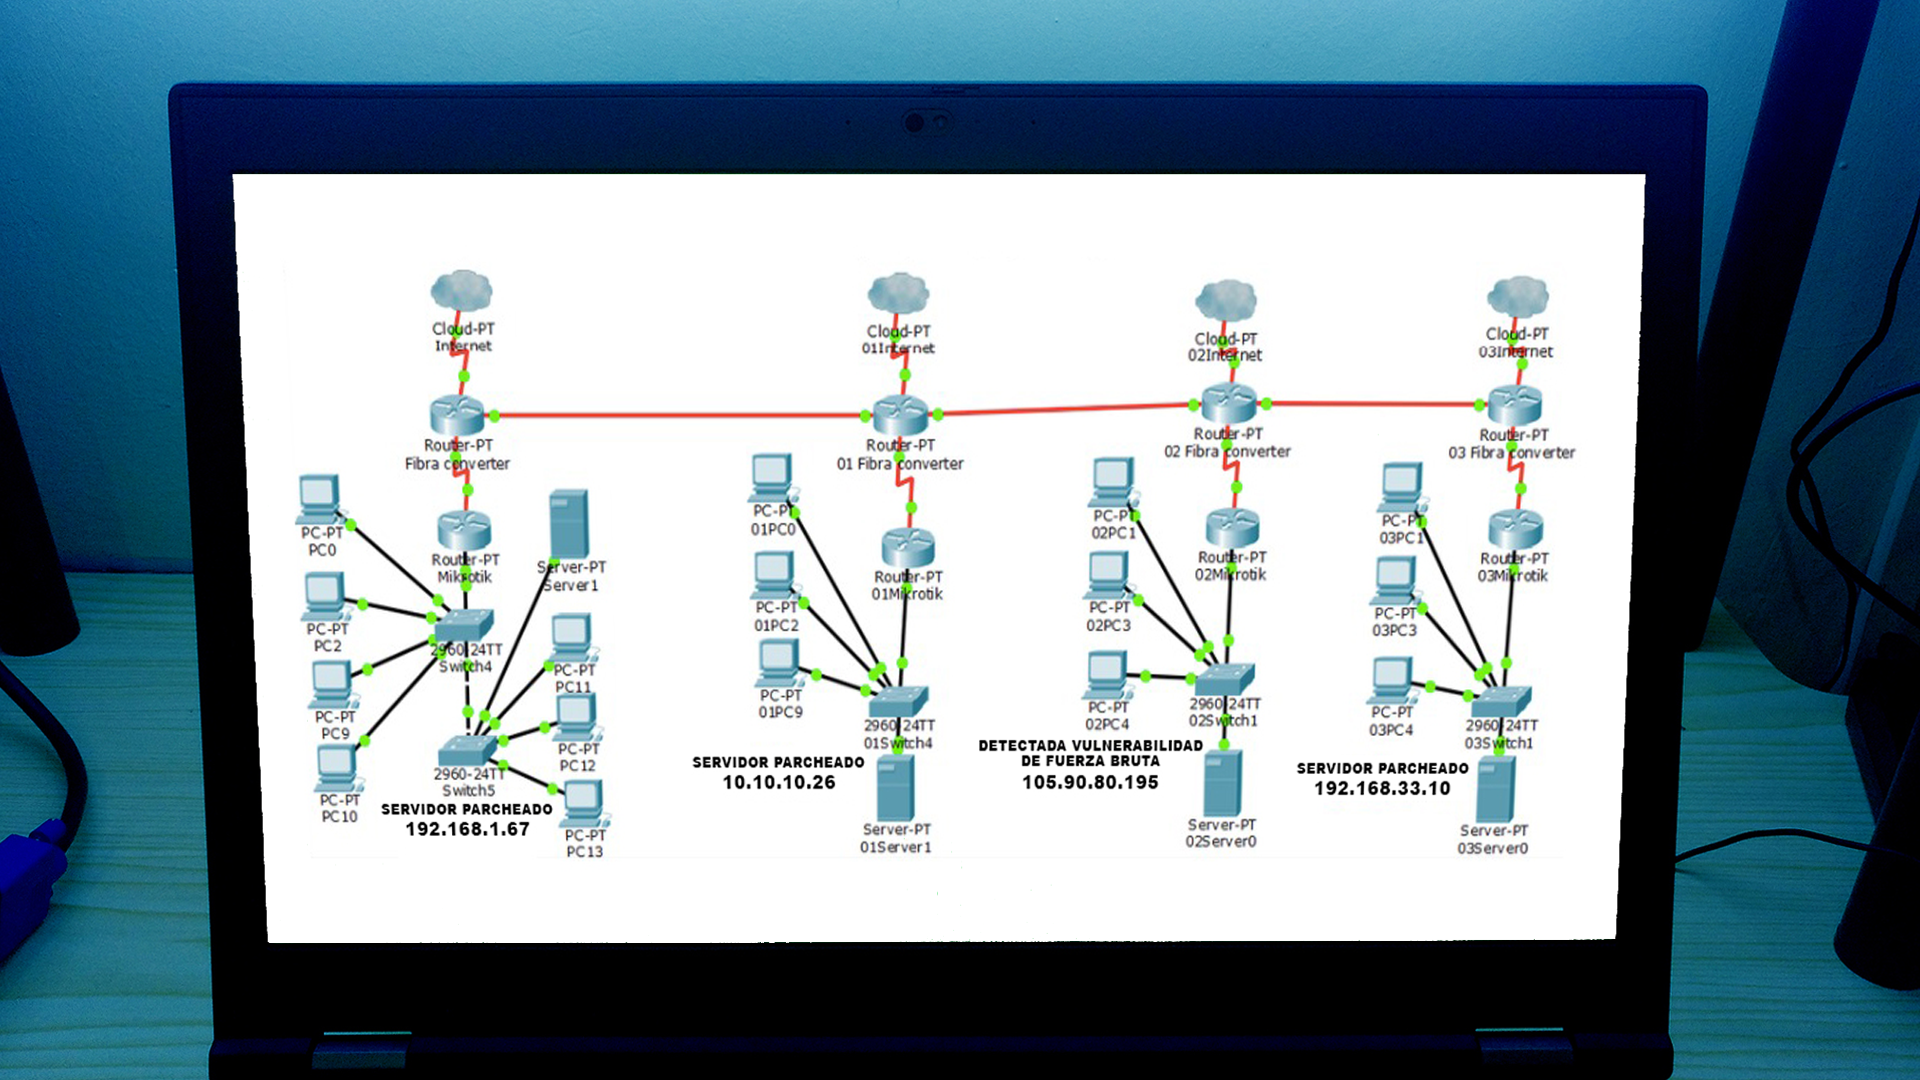 Cloud-PT
Internet
Cloud-PT
01Internet
Cloud-PT
02Internet
Cloud-PT
03Internet
Router-PT
Fibra converter
Router-PT
01 Fibra converter
Router-PT
02 Fibra converter
Router-PT
03 Fibra converter
PC-PT
PC0
Router-PT
Mikrotik
Server-PT
Server1
PC-PT
PC2
2960-24TT
Switch4
PC-PT
PC11
PC-PT
PC9
PC-PT
PC12
PC-PT
PC10
2960-24TT
Switch5
SERVIDOR PARCHEADO
192.168.1.67
PC-PT
PC13
PC-PT
01PC0
Router-PT
01Mikrotik
PC-PT
01PC2
PC-PT
01PC9
2960-24TT
01Switch4
SERVIDOR PARCHEADO
10.10.10.26
Server-PT
01Server1
PC-PT
02PC1
Router-PT
02Mikrotik
PC-PT
02PC3
PC-PT
02PC4
2960-24TT
02Switch1
DETECTADA VULNERABILIDAD
DE FUERZA BRUTA
105.90.80.195
Server-PT
02Server0
PC-PT
03PC1
Router-PT
03Mikrotik
PC-PT
03PC3
PC-PT
03PC4
2960-24TT
03Switch1
SERVIDOR PARCHEADO
192.168.33.10
Server-PT
03Server0